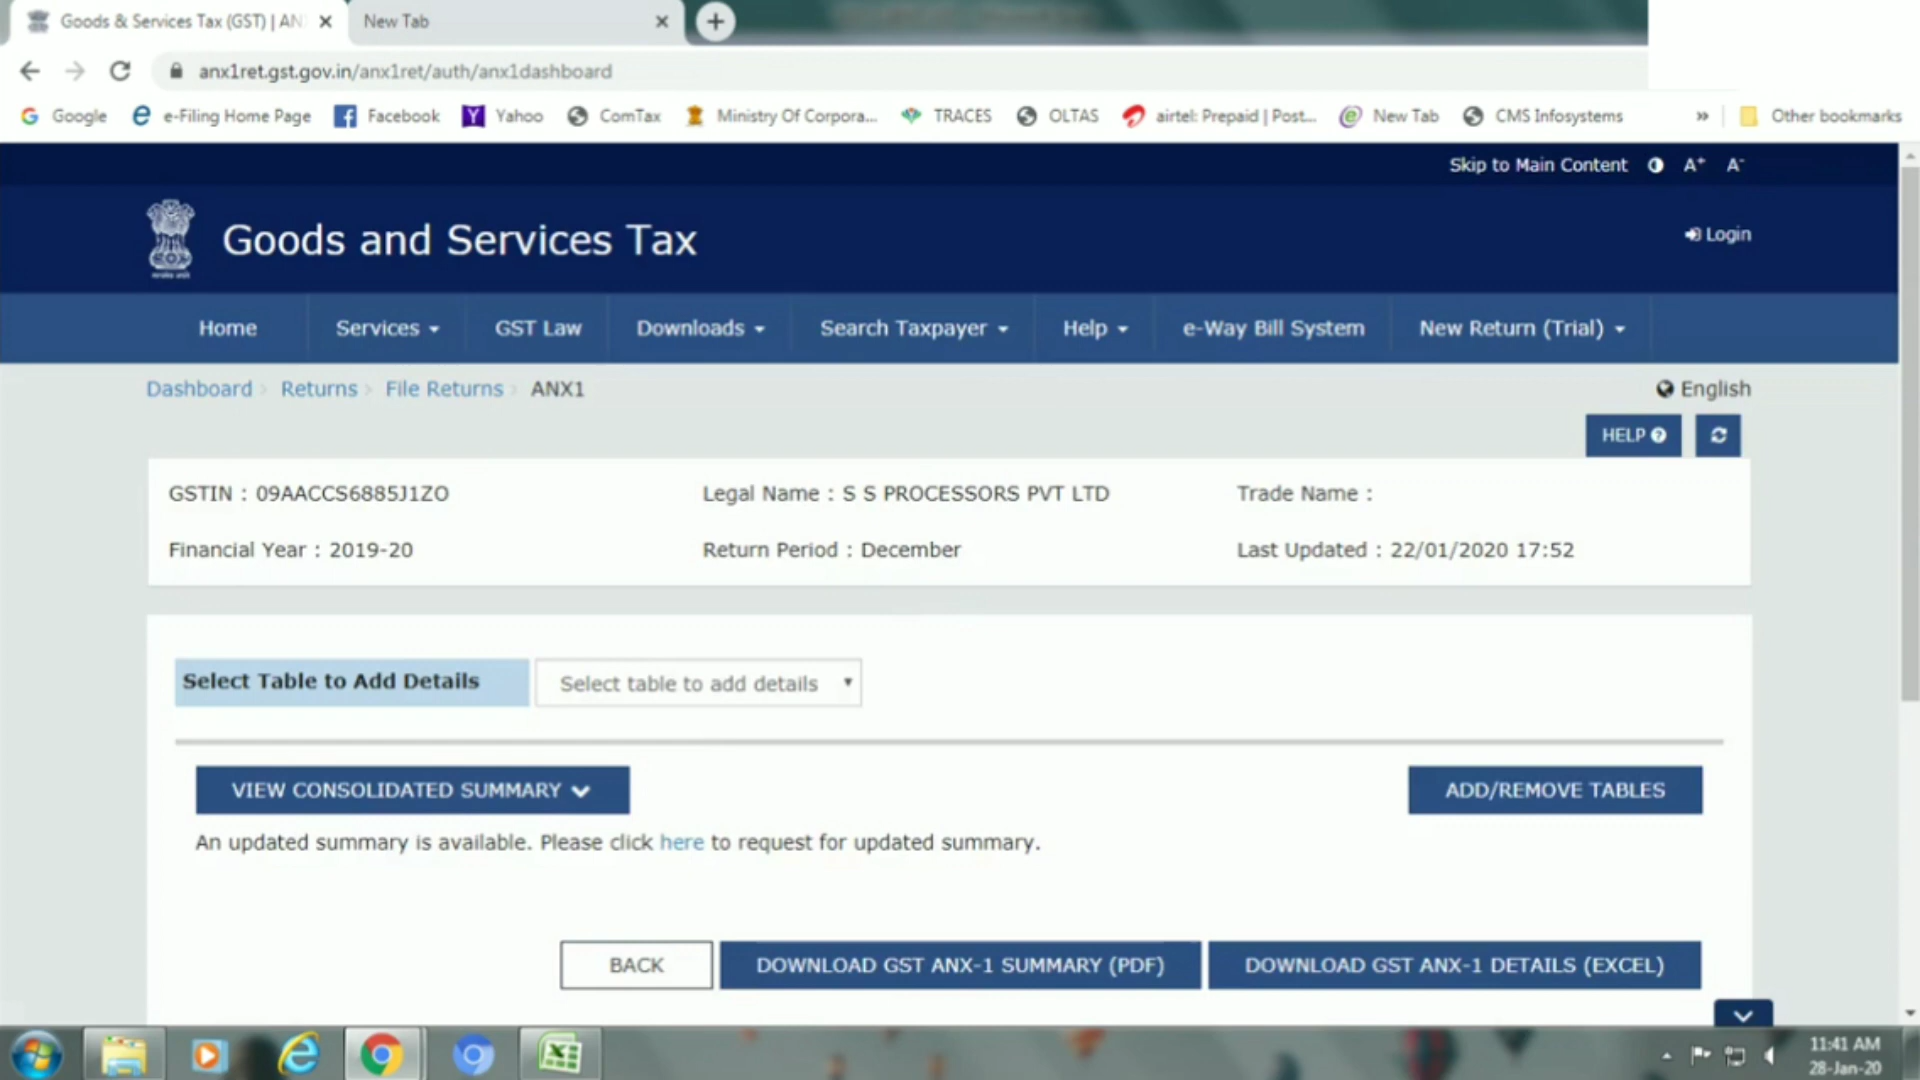 Goods & Services Tax (GST) | AN
New Tab
anx1ret.gst.gov.in/anx1ret/auth/anx1dashboard
Google
e-Filing Home Page
Facebook
Yahoo
ComTax
Ministry Of Corpora...
TRACES
OLTAS
airtel: Prepaid | Post...
New Tab
CMS Infosystems
»
Other bookmarks
Skip to Main Content
A+
A-
Goods and Services Tax
Login
Home
Services
GST Law
Downloads
Search Taxpayer
Help
e-Way Bill System
New Return (Trial)
Dashboard > Returns > File Returns > ANX1
English
HELP
GSTIN : 09AACCS6885J1ZO
Legal Name : S S PROCESSORS PVT LTD
Trade Name :
Financial Year : 2019-20
Return Period : December
Last Updated : 22/01/2020 17:52
Select Table to Add Details
Select table to add details
VIEW CONSOLIDATED SUMMARY
ADD/REMOVE TABLES
An updated summary is available. Please click here to request for updated summary.
BACK
DOWNLOAD GST ANX-1 SUMMARY (PDF)
DOWNLOAD GST ANX-1 DETAILS (EXCEL)
11:41 AM
28-Jan-20